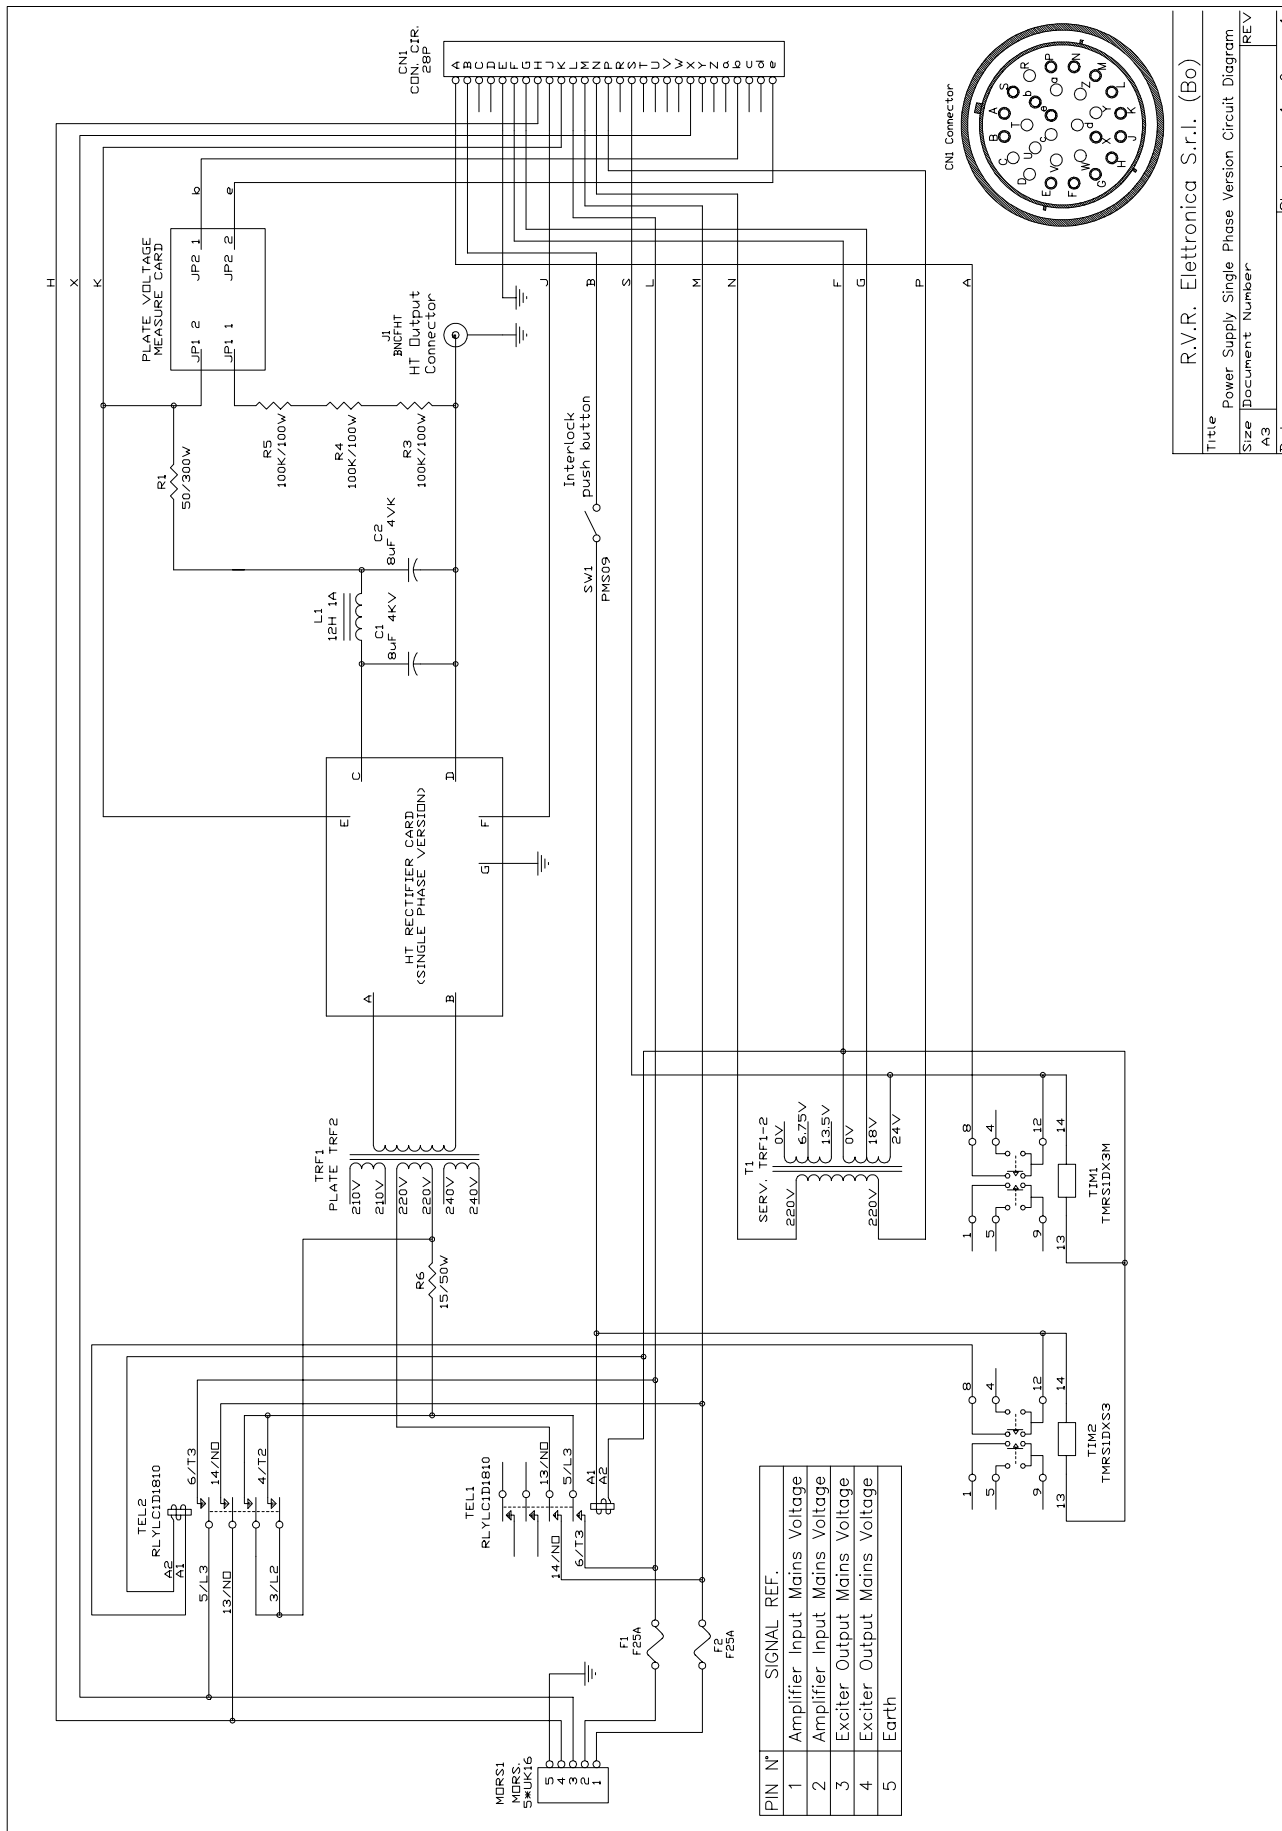 CN1
CON. CIR.
28P
A
B
C
D
E
F
G
H
J
K
L
M
N
P
R
S
T
U
V
W
X
Y
Z
a
b
c
d
e
H
X
K
J
B
S
L
M
N
F
G
P
A
b
e
PLATE VOLTAGE
MEASURE CARD
JP1 2
JP2 1
JP1 1
JP2 2
J1
BNCFHT
HT Output
Connector
R1
50/300W
R5
100K/100W
R4
100K/100W
R3
100K/100W
L1
12H 1A
C1
8uF 4KV
C2
8uF 4VK
SW1
PMS09
Interlock
push button
HT RECTIFIER CARD
(SINGLE PHASE VERSION)
A
B
C
D
E
F
G
TRF1
PLATE TRF2
210V
210V
220V
220V
240V
240V
R6
15/50W
T1
SERV. TRF1-2
220V
220V
0V
6.75V
13.5V
0V
18V
24V
TEL2
RLYLC1D1810
A2
A1
5/L3
13/NO
3/L2
6/T3
14/NO
4/T2
TEL1
RLYLC1D1810
14/NO
6/T3
13/NO
5/L3
A1
A2
TIM1
TMRS1DX3M
1
5
9
13
8
4
12
14
TIM2
TMRS1DXS3
1
5
9
13
8
4
12
14
F1
F25A
F2
F25A
MORS1
MORS.
5*UK16
5
4
3
2
1
PIN N° SIGNAL REF.
1 Amplifier Input Mains Voltage
2 Amplifier Input Mains Voltage
3 Exciter Output Mains Voltage
4 Exciter Output Mains Voltage
5 Earth
CN1 Connector
A
B
C
D
E
F
G
H
J
K
L
M
N
P
R
S
T
U
V
W
X
Y
Z
a
b
c
d
e
R.V.R. Elettronica S.r.l. (Bo)
Title
Power Supply Single Phase Version Circuit Diagram
Size Document Number REV
A3